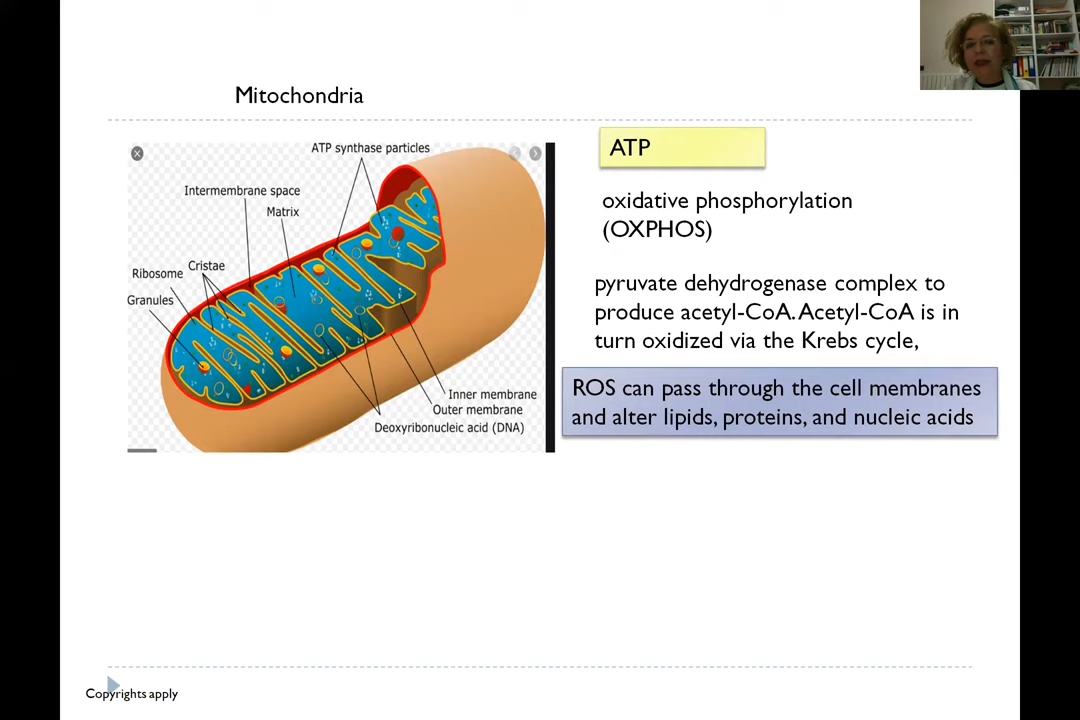 Mitochondria
ATP synthase particles
Intermembrane space
Matrix
Cristae
Ribosome
Granules
Inner membrane
Outer membrane
Deoxyribonucleic acid (DNA)
ATP
oxidative phosphorylation
(OXPHOS)
pyruvate dehydrogenase complex to
produce acetyl-CoA. Acetyl-CoA is in
turn oxidized via the Krebs cycle,
ROS can pass through the cell membranes
and alter lipids, proteins, and nucleic acids
Copyrights apply